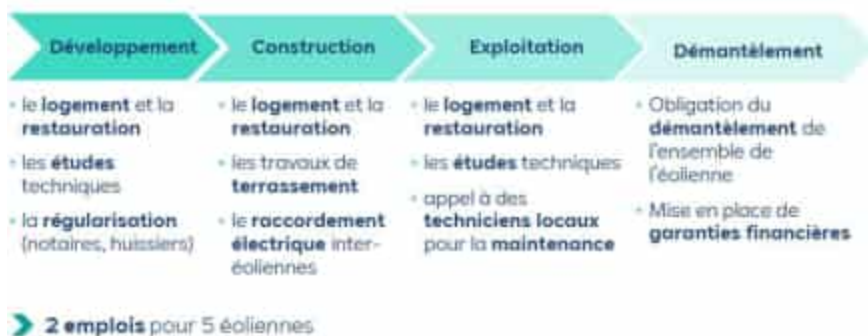 Développement
Construction
Exploitation
Démantèlement
• le logement et la
restauration
• les études
techniques
• la régularisation
(notaires, huissiers)
• le logement et la
restauration
• les travaux de
terrassement
• le raccordement
électrique inter-
éoliennes
• le logement et la
restauration
• les études techniques
• appel à des
techniciens locaux
pour la maintenance
• Obligation du
démantèlement de
l'ensemble de
l'éolienne
• Mise en place de
garanties financières
2 emplois pour 5 éoliennes